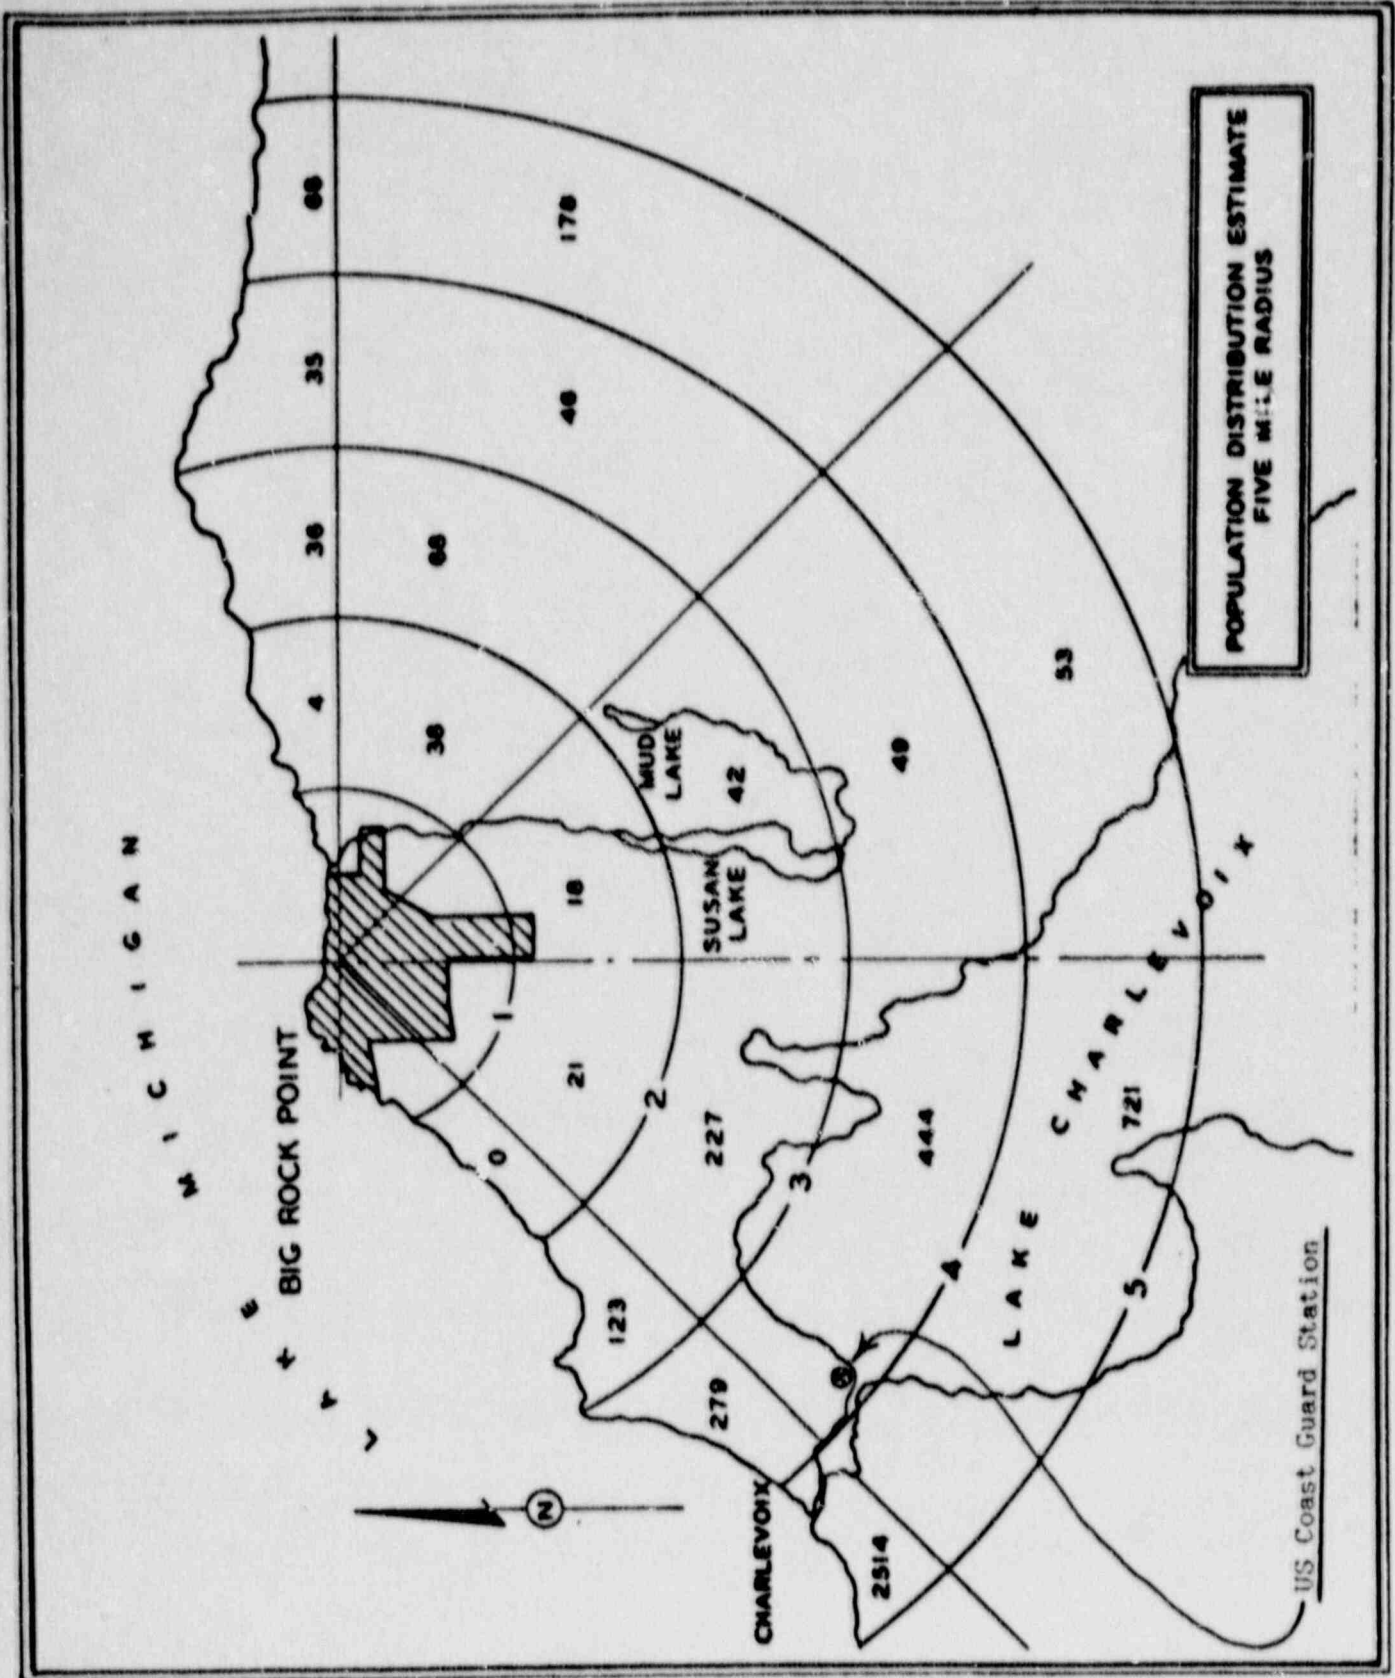 LAKE MICHIGAN
BIG ROCK POINT
68
35
36
4
178
46
68
38
MUD
LAKE
42
18
SUSAN
LAKE
21
0
1
2
3
4
5
227
123
279
444
49
53
721
2514
LAKE CHARLEVOIX
CHARLEVOIX
N
US Coast Guard Station
POPULATION DISTRIBUTION ESTIMATE
FIVE MILE RADIUS